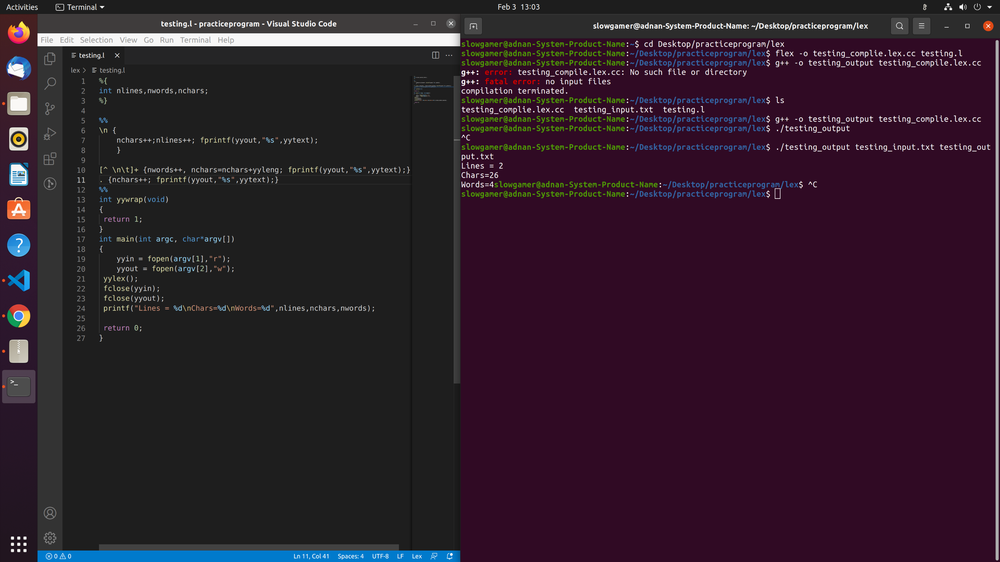 Activities
Terminal
Feb 3 13:03
testing.l - practiceprogram - Visual Studio Code
File Edit Selection View Go Run Terminal Help
testing.l
lex > testing.l
1 %{
2 int nlines,nwords,nchars;
3 %}
4
5 %%
6 \n {
7 nchars++;nlines++; fprintf(yyout,"%s",yytext);
8 }
9
10 [^ \n\t]+ {nwords++, nchars=nchars+yyleng; fprintf(yyout,"%s",yytext);}
11 . {nchars++; fprintf(yyout,"%s",yytext);}
12 %%
13 int yywrap(void)
14 {
15 return 1;
16 }
17 int main(int argc, char*argv[])
18 {
19 yyin = fopen(argv[1],"r");
20 yyout = fopen(argv[2],"w");
21 yylex();
22 fclose(yyin);
23 fclose(yyout);
24 printf("Lines = %d\nChars=%d\nWords=%d",nlines,nchars,nwords);
25
26 return 0;
27 }
0 0
Ln 11, Col 41 Spaces: 4 UTF-8 LF Lex
slowgamer@adnan-System-Product-Name: ~/Desktop/practiceprogram/lex
slowgamer@adnan-System-Product-Name:~$ cd Desktop/practiceprogram/lex
slowgamer@adnan-System-Product-Name:~/Desktop/practiceprogram/lex$ flex -o testing_complie.lex.cc testing.l
slowgamer@adnan-System-Product-Name:~/Desktop/practiceprogram/lex$ g++ -o testing_output testing_compile.lex.cc
g++: error: testing_compile.lex.cc: No such file or directory
g++: fatal error: no input files
compilation terminated.
slowgamer@adnan-System-Product-Name:~/Desktop/practiceprogram/lex$ ls
testing_complie.lex.cc testing_input.txt testing.l
slowgamer@adnan-System-Product-Name:~/Desktop/practiceprogram/lex$ g++ -o testing_output testing_complie.lex.cc
slowgamer@adnan-System-Product-Name:~/Desktop/practiceprogram/lex$ ./testing_output
^C
slowgamer@adnan-System-Product-Name:~/Desktop/practiceprogram/lex$ ./testing_output testing_input.txt testing_out
put.txt
Lines = 2
Chars=26
Words=4slowgamer@adnan-System-Product-Name:~/Desktop/practiceprogram/lex$ ^C
slowgamer@adnan-System-Product-Name:~/Desktop/practiceprogram/lex$